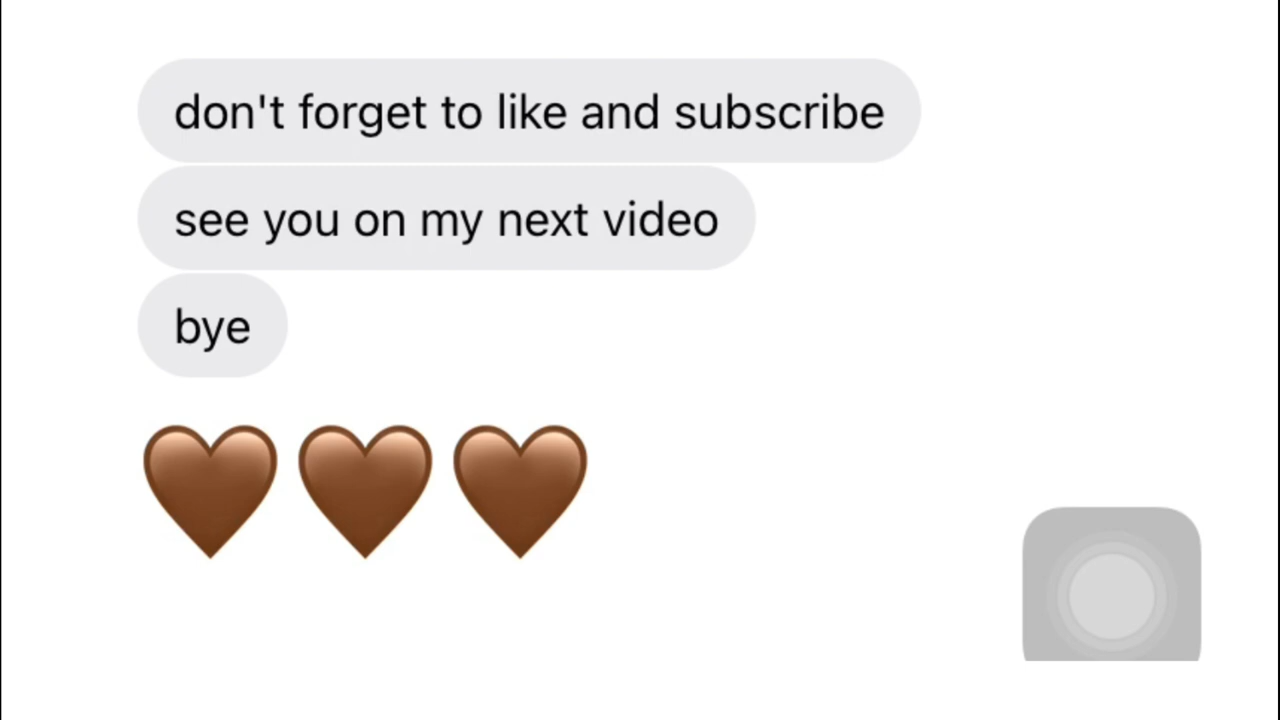 don't forget to like and subscribe
see you on my next video
bye
🤎🤎🤎